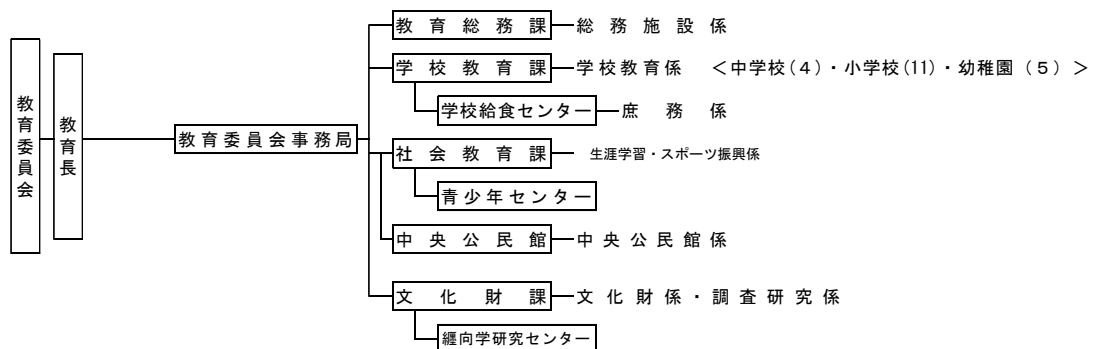 教育委員会
教育長
教育委員会事務局
教育総務課 総務施設係
学校教育課 学校教育係 ＜中学校(４)・小学校(11)・幼稚園（５）＞
学校給食センター 庶務係
社会教育課 生涯学習・スポーツ振興係
青少年センター
中央公民館 中央公民館係
文化財課 文化財係・調査研究係
纒向学研究センター